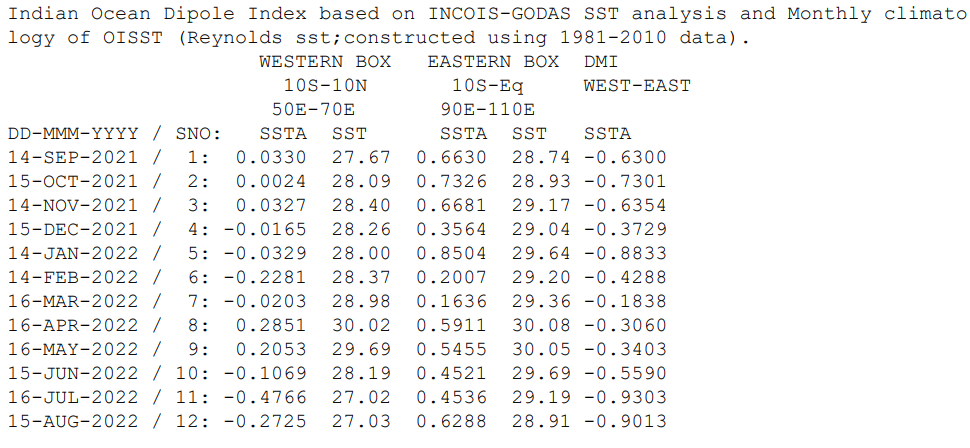 Indian Ocean Dipole Index based on INCOIS-GODAS SST analysis and Monthly climato
logy of OISST (Reynolds sst;constructed using 1981-2010 data).
                     WESTERN BOX   EASTERN BOX  DMI
                       10S-10N       10S-Eq     WEST-EAST
                      50E-70E       90E-110E
DD-MMM-YYYY / SNO:   SSTA  SST      SSTA  SST   SSTA
14-SEP-2021 /  1:  0.0330  27.67  0.6630  28.74 -0.6300
15-OCT-2021 /  2:  0.0024  28.09  0.7326  28.93 -0.7301
14-NOV-2021 /  3:  0.0327  28.40  0.6681  29.17 -0.6354
15-DEC-2021 /  4: -0.0165  28.26  0.3564  29.04 -0.3729
14-JAN-2022 /  5: -0.0329  28.00  0.8504  29.64 -0.8833
14-FEB-2022 /  6: -0.2281  28.37  0.2007  29.20 -0.4288
16-MAR-2022 /  7: -0.0203  28.98  0.1636  29.36 -0.1838
16-APR-2022 /  8:  0.2851  30.02  0.5911  30.08 -0.3060
16-MAY-2022 /  9:  0.2053  29.69  0.5455  30.05 -0.3403
15-JUN-2022 / 10: -0.1069  28.19  0.4521  29.69 -0.5590
16-JUL-2022 / 11: -0.4766  27.02  0.4536  29.19 -0.9303
15-AUG-2022 / 12: -0.2725  27.03  0.6288  28.91 -0.9013